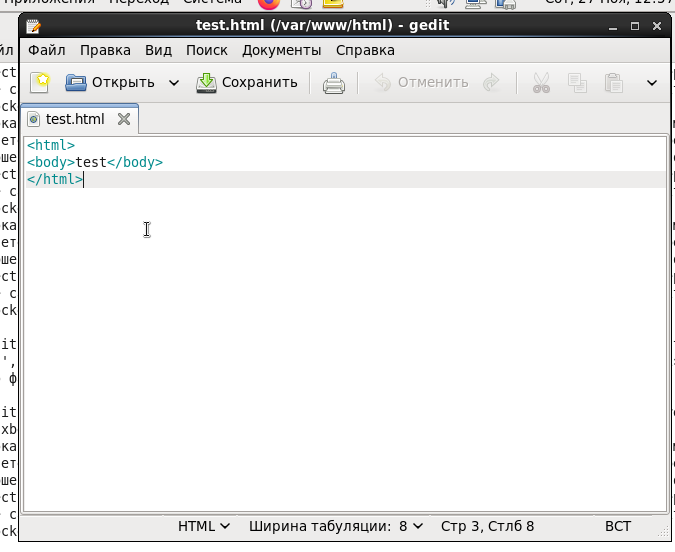 Приложения Переход Система Сбт, 27 Ноя, 12:57
test.html (/var/www/html) - gedit
Файл Правка Вид Поиск Документы Справка
Открыть Сохранить Отменить
test.html
<html>
<body>test</body>
</html>
HTML Ширина табуляции: 8 Стр 3, Стлб 8 ВСТ